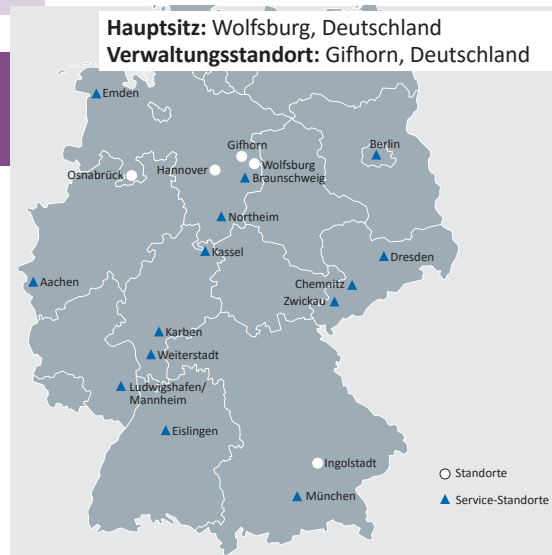 Hauptsitz: Wolfsburg, Deutschland
Verwaltungsstandort: Gifhorn, Deutschland
Emden
Gifhorn
Berlin
Wolfsburg
Hannover
Osnabrück
Braunschweig
Northeim
Kassel
Dresden
Aachen
Chemnitz
Zwickau
Karben
Weiterstadt
Ludwigshafen/
Mannheim
Eislingen
Ingolstadt
Standorte
München
Service-Standorte